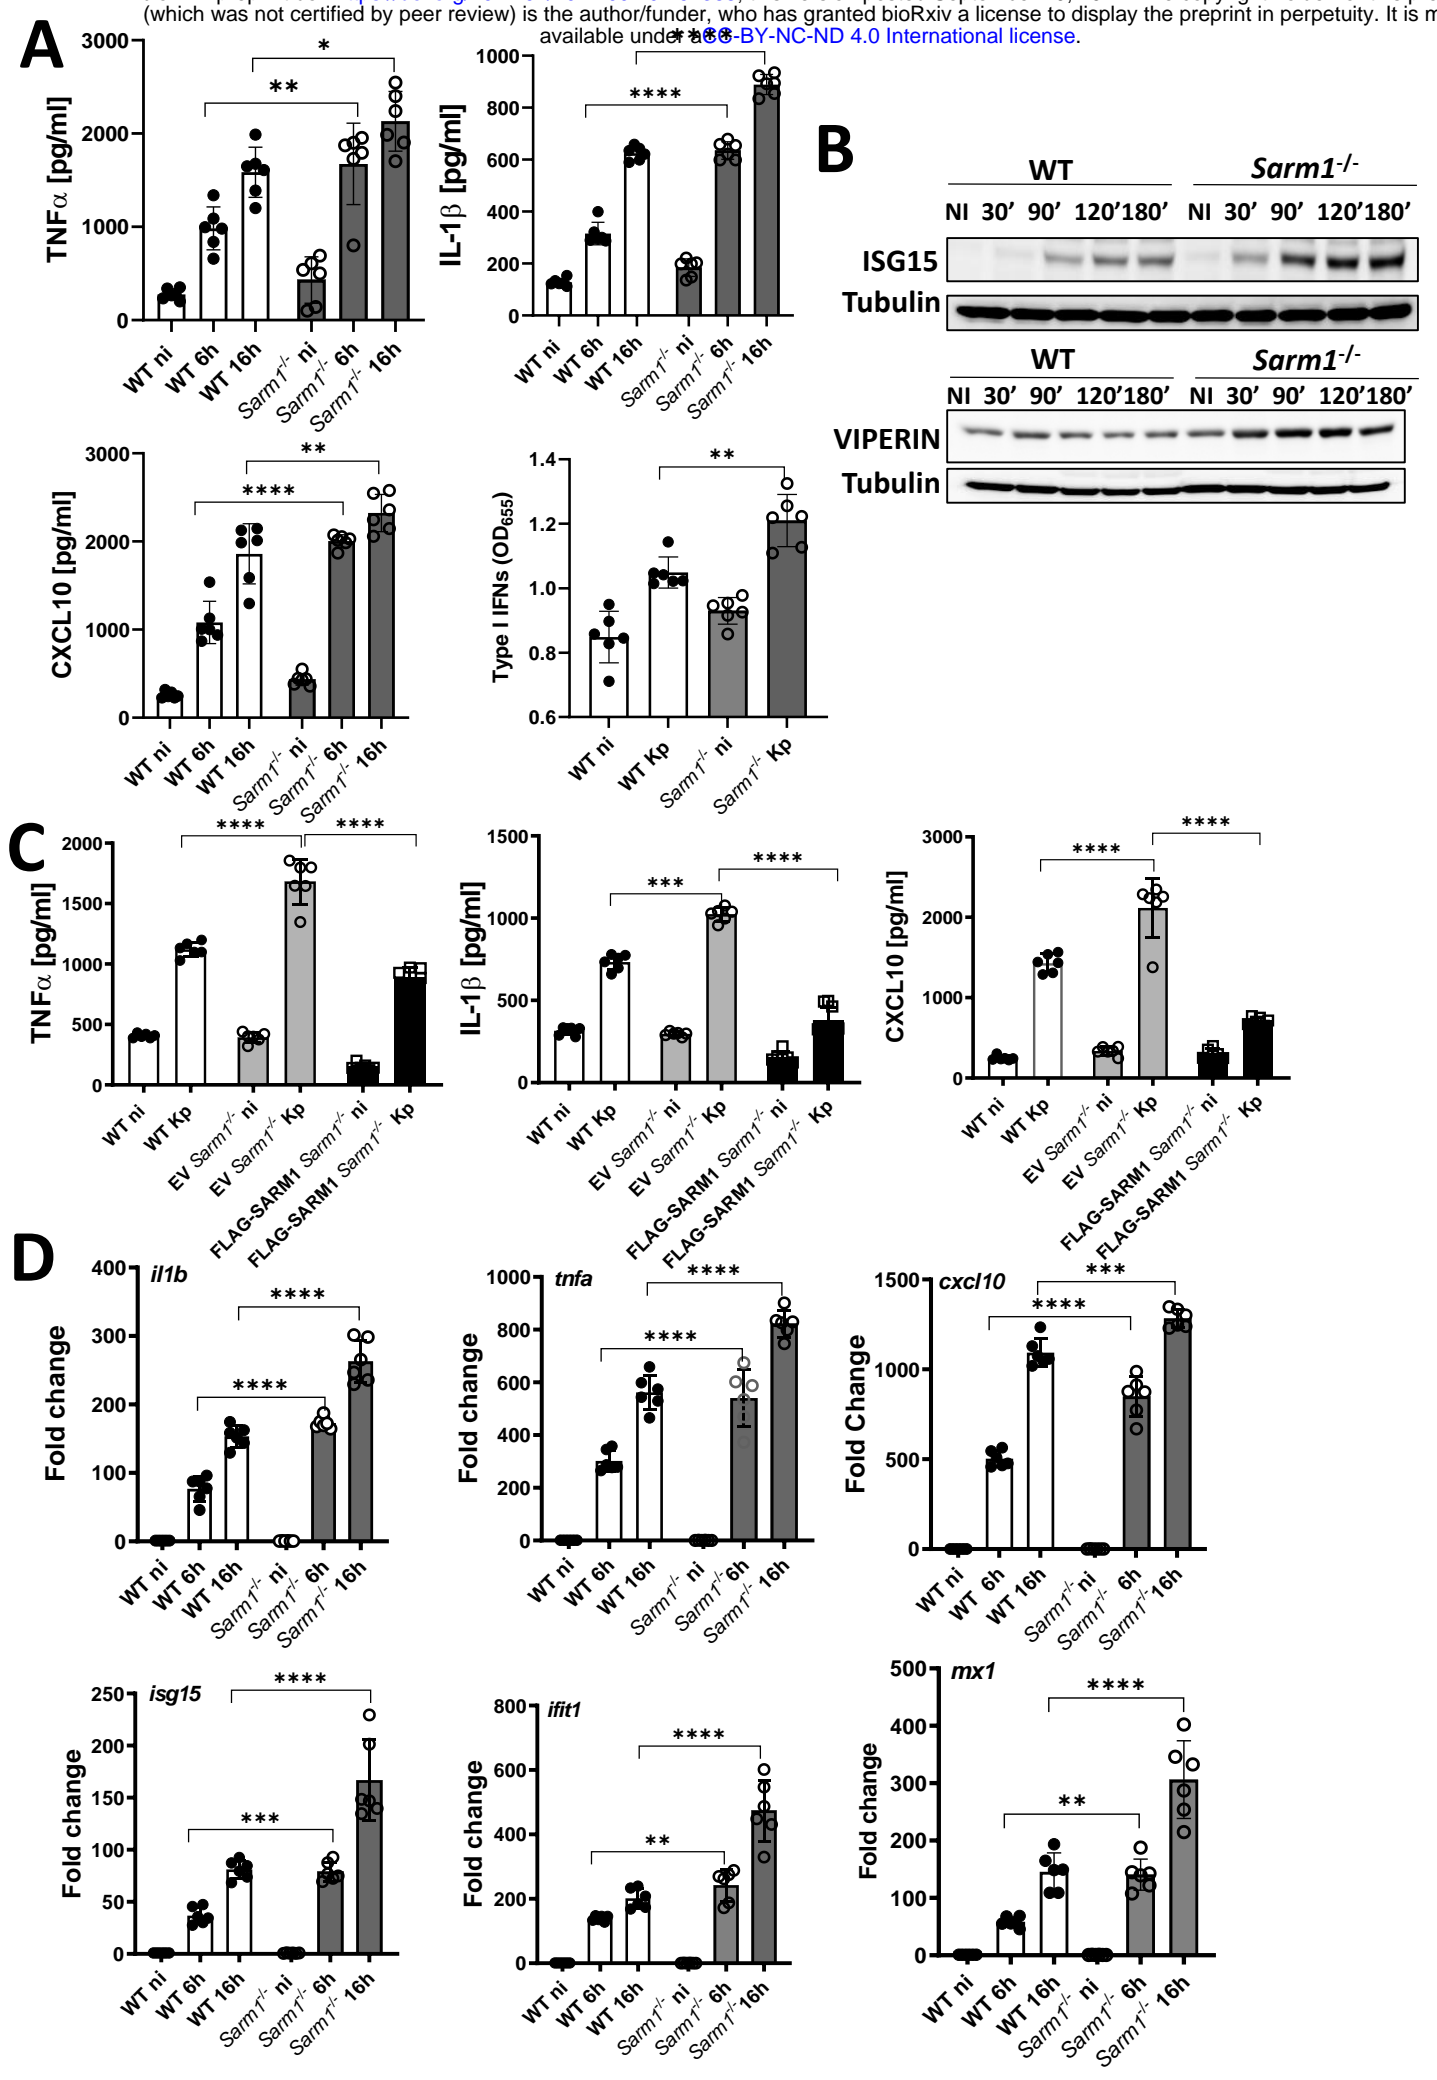 (which was not certified by peer review) is the author/funder, who has granted bioRxiv a license to display the preprint in perpetuity. It is m
available under aCC-BY-NC-ND 4.0 International license.
A
TNFα [pg/ml]
3000
2000
1000
0
**
*
WT ni
WT 6h
WT 16h
Sarm1-/- ni
Sarm1-/- 6h
Sarm1-/- 16h
IL-1β [pg/ml]
1000
800
600
400
200
0
****
****
WT ni
WT 6h
WT 16h
Sarm1-/- ni
Sarm1-/- 6h
Sarm1-/- 16h
CXCL10 [pg/ml]
3000
2000
1000
0
****
**
WT ni
WT 6h
WT 16h
Sarm1-/- ni
Sarm1-/- 6h
Sarm1-/- 16h
Type I IFNs (OD655)
1.4
1.2
1.0
0.8
0.6
**
WT ni
WT Kp
Sarm1-/- ni
Sarm1-/- Kp
B
WT Sarm1-/-
NI 30’ 90’ 120’180’ NI 30’ 90’ 120’180’
ISG15
Tubulin
WT Sarm1-/-
NI 30’ 90’ 120’180’ NI 30’ 90’ 120’180’
VIPERIN
Tubulin
C
TNFα [pg/ml]
2000
1500
1000
500
0
**** ****
WT ni
WT Kp
EV Sarm1-/- ni
EV Sarm1-/- Kp
FLAG-SARM1 Sarm1-/- ni
FLAG-SARM1 Sarm1-/- Kp
IL-1β [pg/ml]
1500
1000
500
0
*** ****
WT ni
WT Kp
EV Sarm1-/- ni
EV Sarm1-/- Kp
FLAG-SARM1 Sarm1-/- ni
FLAG-SARM1 Sarm1-/- Kp
CXCL10 [pg/ml]
3000
2000
1000
0
**** ****
WT ni
WT Kp
EV Sarm1-/- ni
EV Sarm1-/- Kp
FLAG-SARM1 Sarm1-/- ni
FLAG-SARM1 Sarm1-/- Kp
D
il1b
Fold change
400
300
200
100
0
****
****
WT ni
WT 6h
WT 16h
Sarm1-/- ni
Sarm1-/- 6h
Sarm1-/- 16h
tnfa
Fold change
1000
800
600
400
200
0
****
****
WT ni
WT 6h
WT 16h
Sarm1-/- ni
Sarm1-/- 6h
Sarm1-/- 16h
cxcl10
Fold Change
1500
1000
500
0
****
***
WT ni
WT 6h
WT 16h
Sarm1-/- ni
Sarm1-/- 6h
Sarm1-/- 16h
isg15
Fold change
250
200
150
100
50
0
***
****
WT ni
WT 6h
WT 16h
Sarm1-/- ni
Sarm1-/- 6h
Sarm1-/- 16h
ifit1
Fold change
800
600
400
200
0
**
****
WT ni
WT 6h
WT 16h
Sarm1-/- ni
Sarm1-/- 6h
Sarm1-/- 16h
mx1
Fold change
500
400
300
200
100
0
**
****
WT ni
WT 6h
WT 16h
Sarm1-/- ni
Sarm1-/- 6h
Sarm1-/- 16h